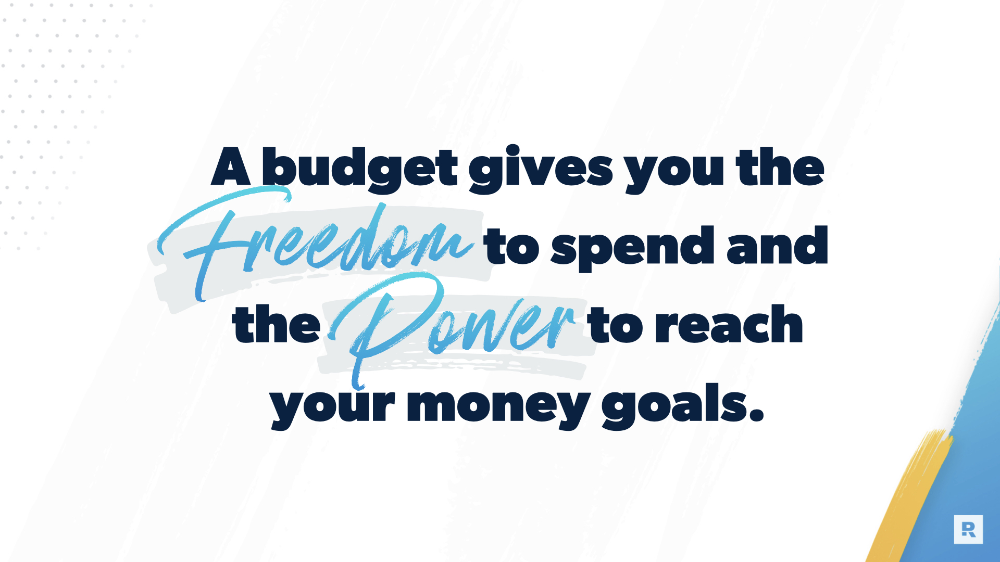 A budget gives you the
Freedom to spend and
the Power to reach
your money goals.
R